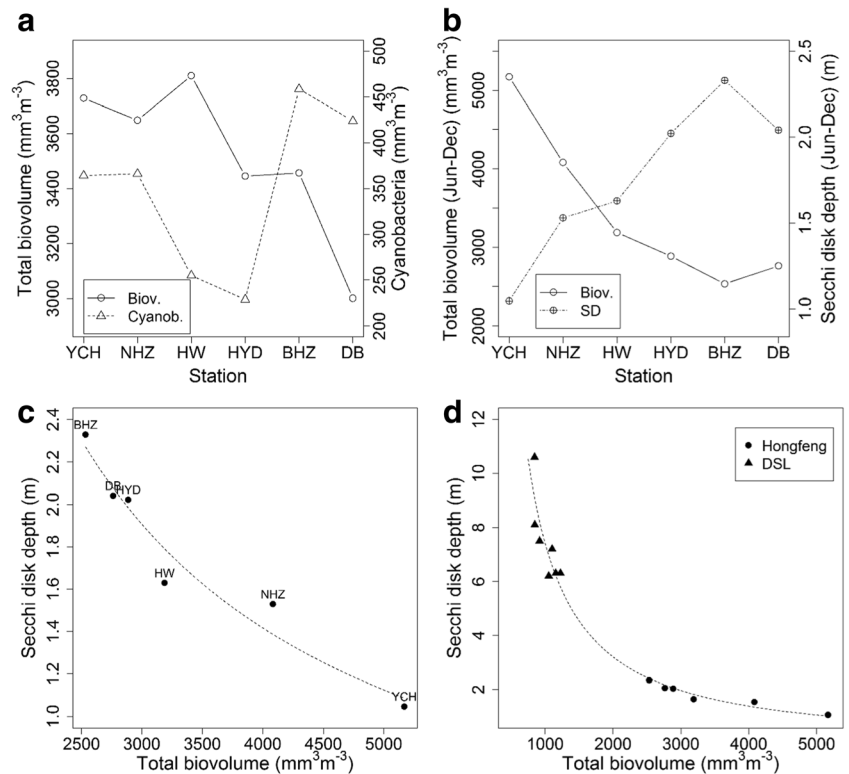 a
Total biovolume (mm³m⁻³)
3000 3200 3400 3600 3800
Cyanobacteria (mm³m⁻³)
200 250 300 350 400 450 500
Biov.
Cyanob.
YCH NHZ HW HYD BHZ DB
Station
b
Total biovolume (Jun-Dec) (mm³m⁻³)
2000 3000 4000 5000
Secchi disk depth (Jun-Dec) (m)
1.0 1.5 2.0 2.5
Biov.
SD
YCH NHZ HW HYD BHZ DB
Station
c
Secchi disk depth (m)
1.0 1.2 1.4 1.6 1.8 2.0 2.2 2.4
BHZ
DB HYD
HW
NHZ
YCH
2500 3000 3500 4000 4500 5000
Total biovolume (mm³m⁻³)
d
Secchi disk depth (m)
2 4 6 8 10 12
Hongfeng
DSL
1000 2000 3000 4000 5000
Total biovolume (mm³m⁻³)